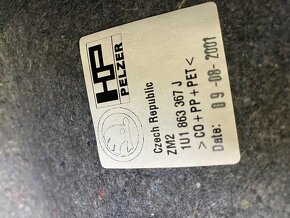 HP
PELZER
Czech Republic
ZM2
1U1 863 367 J
>CO+PP+PET<
Date: 09-08-2001